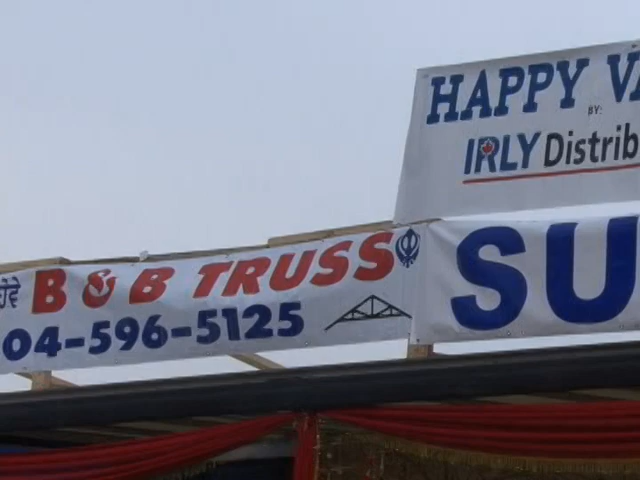 HAPPY VA
BY:
IRLY Distrib
B & B TRUSS
04-596-5125
SU